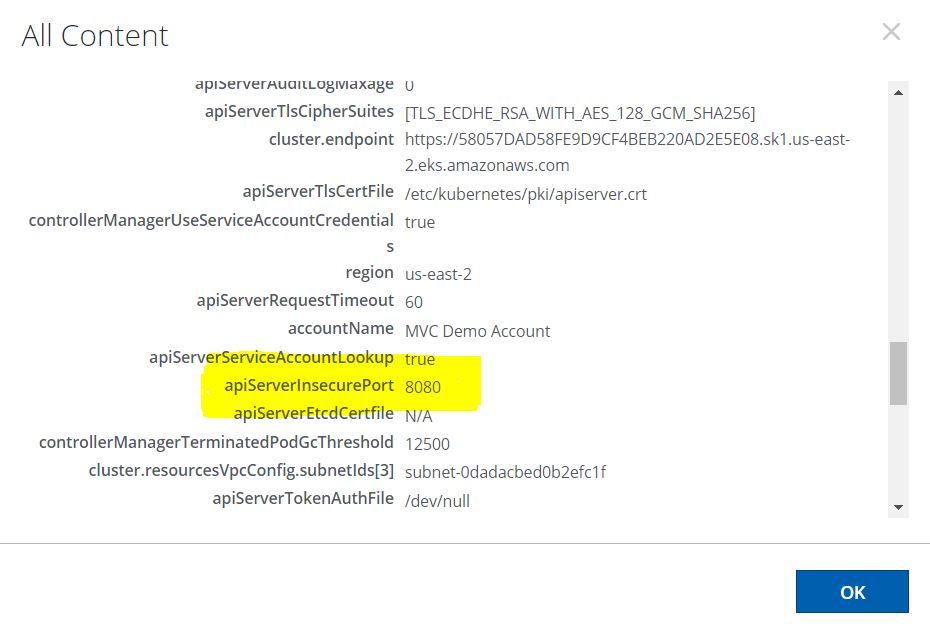 All Content
apiServerAuditLogMaxage 0
apiServerTlsCipherSuites [TLS_ECDHE_RSA_WITH_AES_128_GCM_SHA256]
cluster.endpoint https://58057DAD58FE9D9CF4BEB220AD2E5E08.sk1.us-east-
2.eks.amazonaws.com
apiServerTlsCertFile /etc/kubernetes/pki/apiserver.crt
controllerManagerUseServiceAccountCredential true
s
region us-east-2
apiServerRequestTimeout 60
accountName MVC Demo Account
apiServerServiceAccountLookup true
apiServerInsecurePort 8080
apiServerEtcdCertfile N/A
controllerManagerTerminatedPodGcThreshold 12500
cluster.resourcesVpcConfig.subnetIds[3] subnet-0dadacbed0b2efc1f
apiServerTokenAuthFile /dev/null
OK